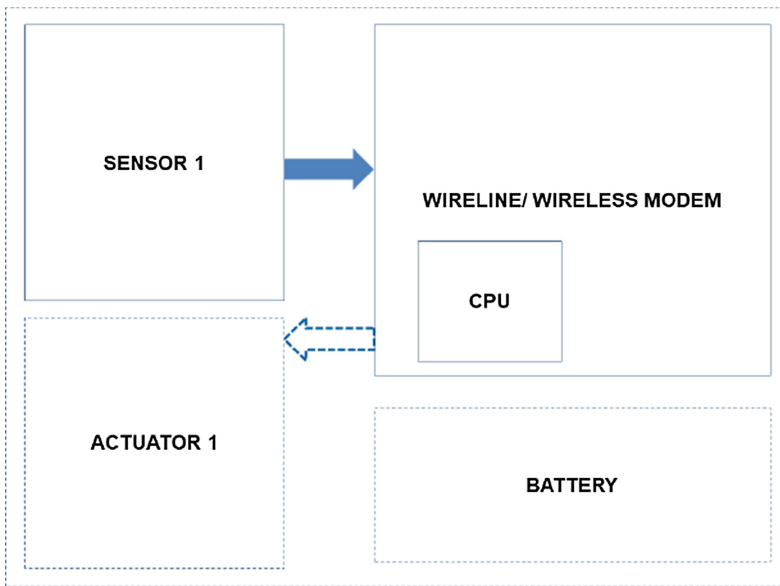 SENSOR 1
WIRELINE/ WIRELESS MODEM
CPU
ACTUATOR 1
BATTERY